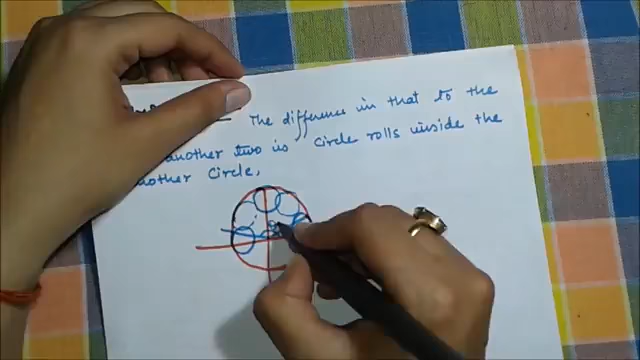 The difference in that to the
another two is " Circle rolls inside the
another Circle,